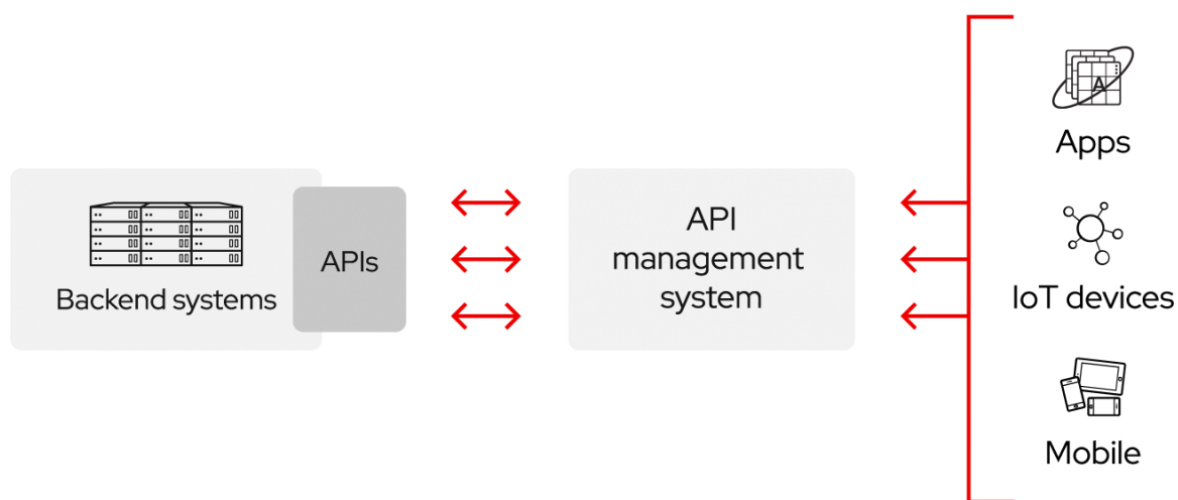 Backend systems
APIs
API
management
system
A
Apps
IoT devices
Mobile